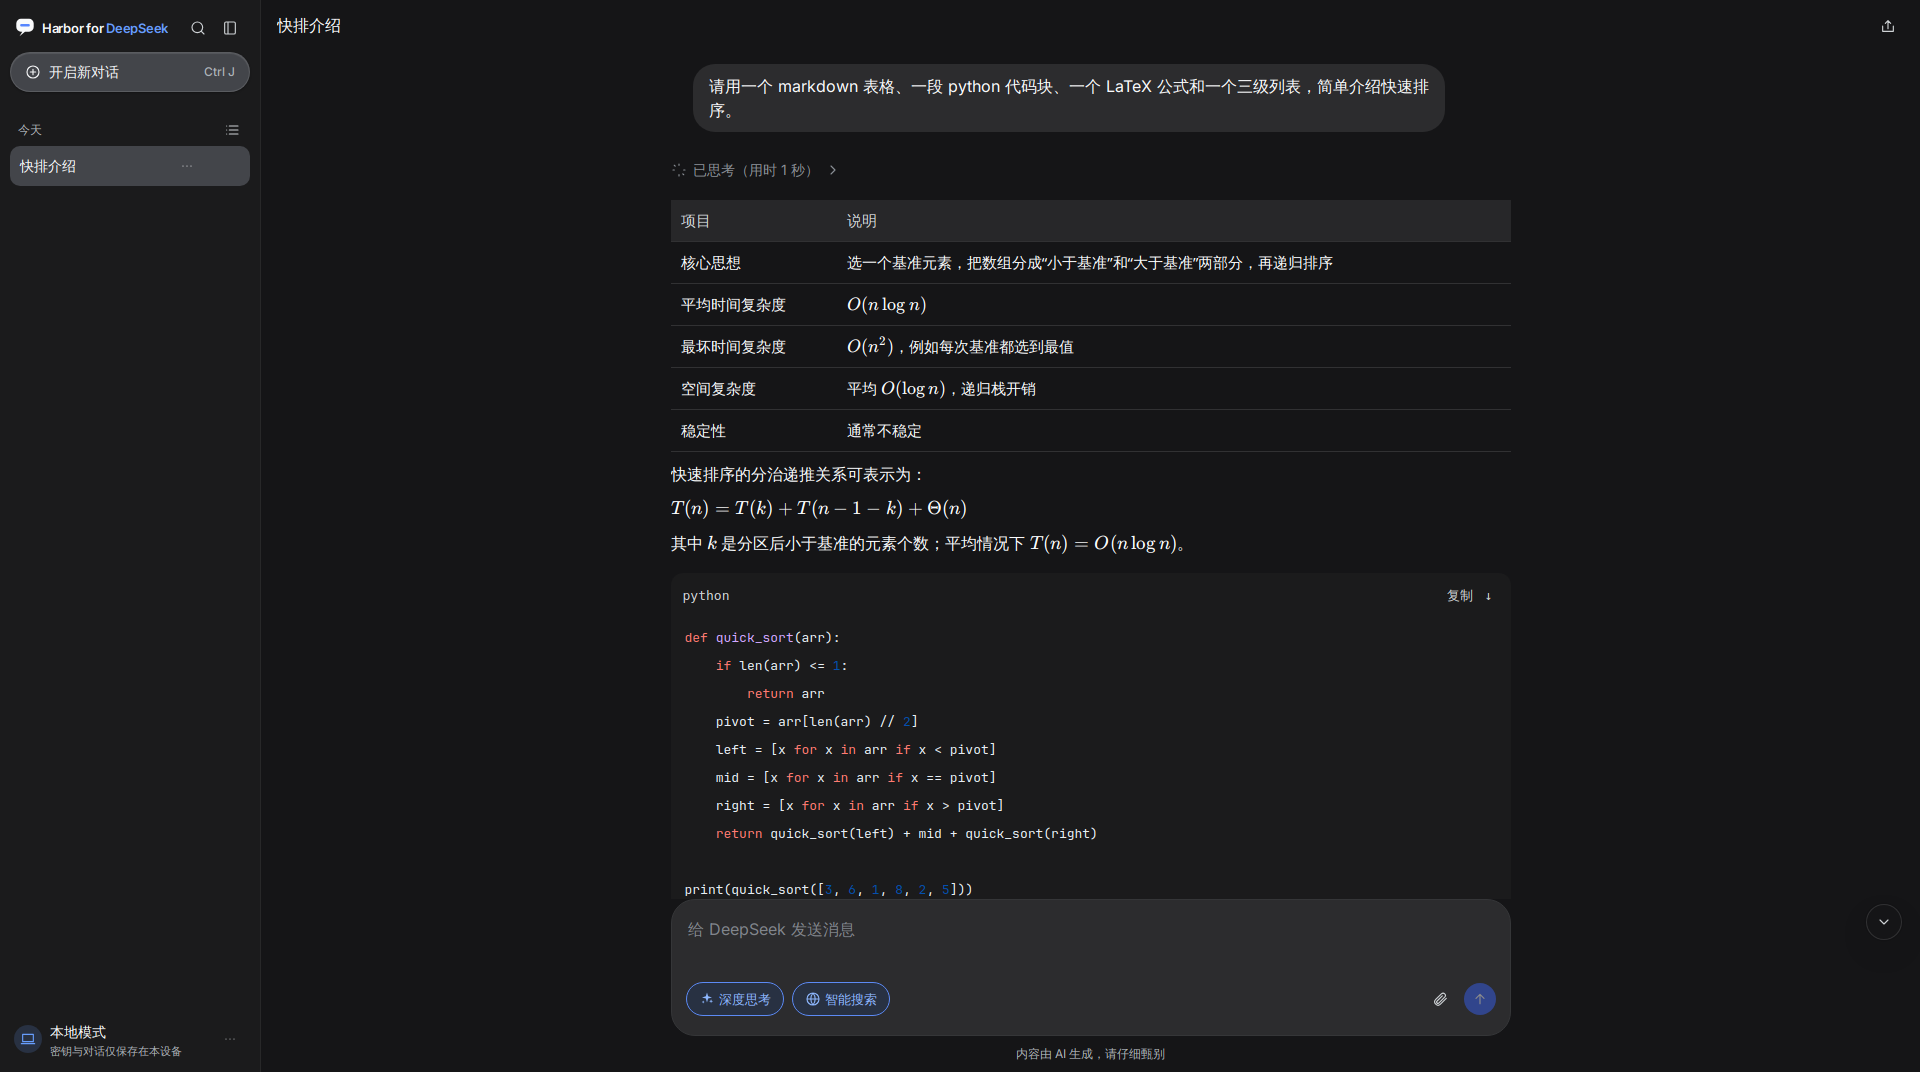 Harbor for DeepSeek
开启新对话
Ctrl J
今天
快排介绍
本地模式
密钥与对话仅保存在本设备
快排介绍
请用一个 markdown 表格、一段 python 代码块、一个 LaTeX 公式和一个三级列表，简单介绍快速排
序。
已思考（用时 1 秒）
项目 说明
核心思想 选一个基准元素，把数组分成“小于基准”和“大于基准”两部分，再递归排序
平均时间复杂度 O(n log n)
最坏时间复杂度 O(n²)，例如每次基准都选到最值
空间复杂度 平均 O(log n)，递归栈开销
稳定性 通常不稳定
快速排序的分治递推关系可表示为：
T(n) = T(k) + T(n − 1 − k) + Θ(n)
其中 k 是分区后小于基准的元素个数；平均情况下 T(n) = O(n log n)。
python 复制 ↓
def quick_sort(arr):
    if len(arr) <= 1:
        return arr
    pivot = arr[len(arr) // 2]
    left = [x for x in arr if x < pivot]
    mid = [x for x in arr if x == pivot]
    right = [x for x in arr if x > pivot]
    return quick_sort(left) + mid + quick_sort(right)
print(quick_sort([3, 6, 1, 8, 2, 5]))
给 DeepSeek 发送消息
深度思考
智能搜索
内容由 AI 生成，请仔细甄别